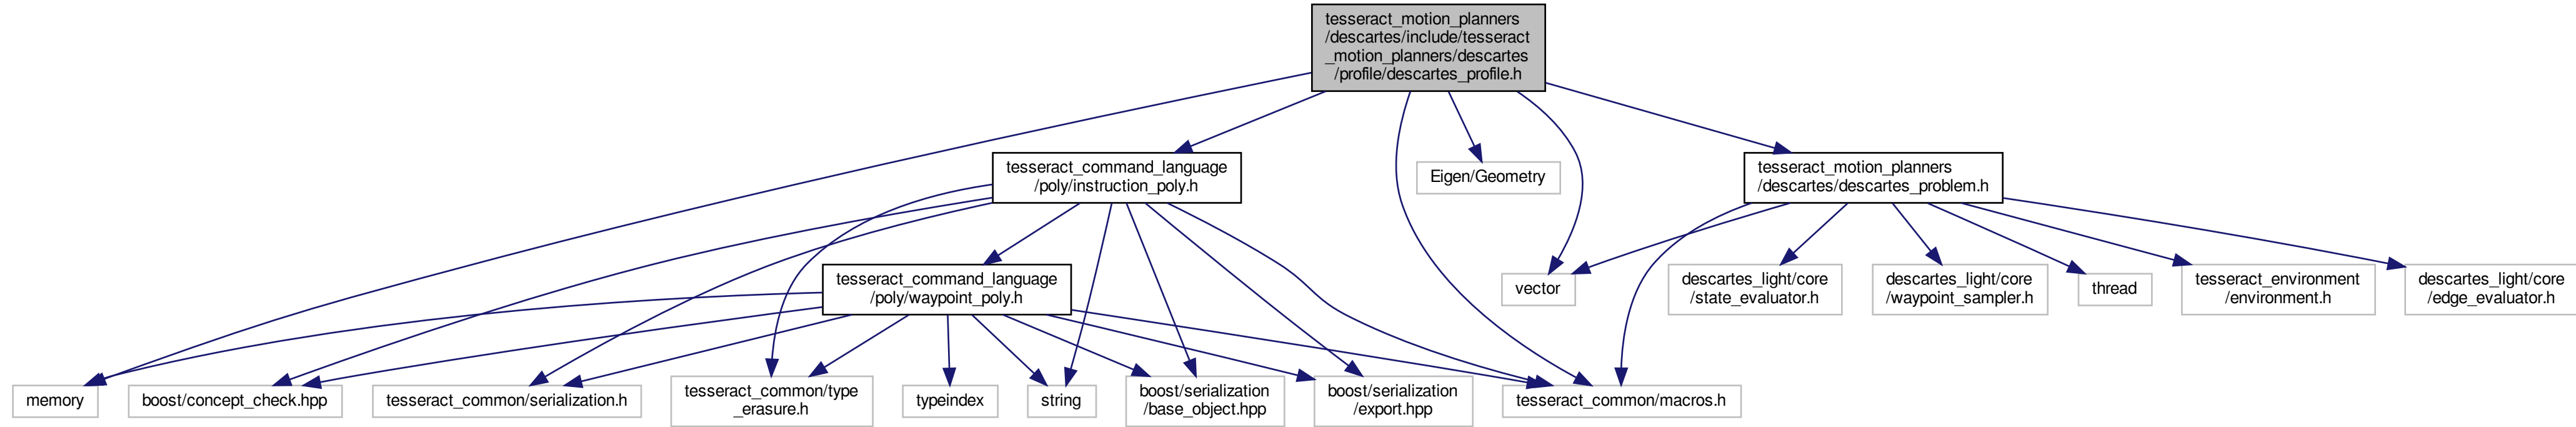 tesseract_motion_planners
/descartes/include/tesseract
_motion_planners/descartes
/profile/descartes_profile.h
tesseract_command_language
/poly/instruction_poly.h
Eigen/Geometry
tesseract_motion_planners
/descartes/descartes_problem.h
tesseract_command_language
/poly/waypoint_poly.h
vector
descartes_light/core
/state_evaluator.h
descartes_light/core
/waypoint_sampler.h
thread
tesseract_environment
/environment.h
descartes_light/core
/edge_evaluator.h
memory
boost/concept_check.hpp
tesseract_common/serialization.h
tesseract_common/type
_erasure.h
typeindex
string
boost/serialization
/base_object.hpp
boost/serialization
/export.hpp
tesseract_common/macros.h